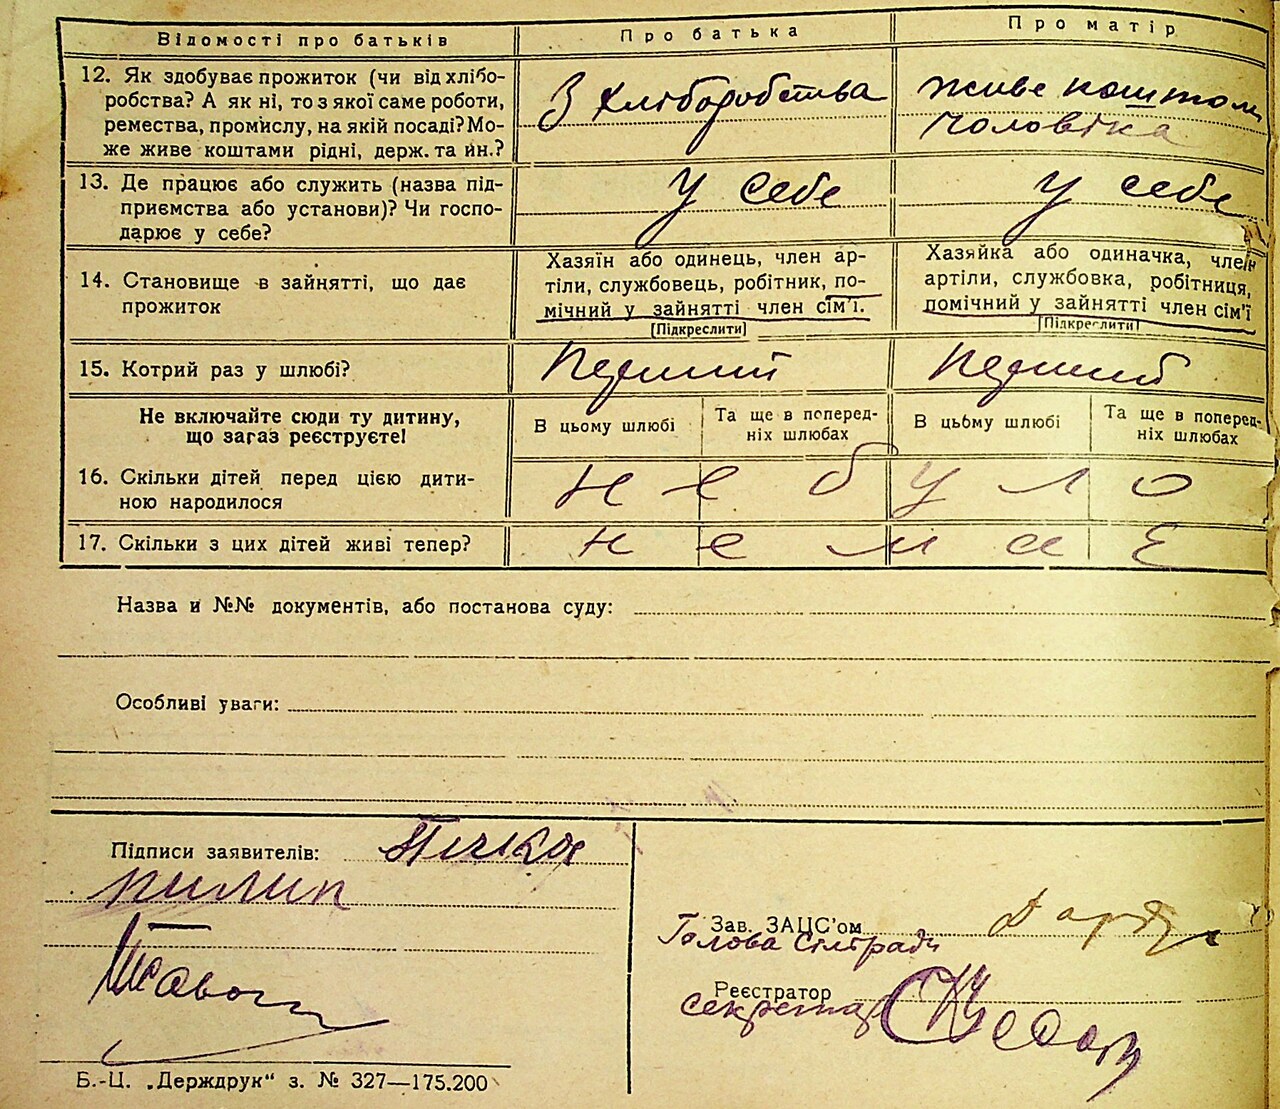 Відомості про батьків
Про батька
Про матір
12. Як здобуває прожиток (чи від хлібо-
робства? А як ні, то з якої саме роботи,
ремества, промислу, на якій посаді? Мо-
же живе коштами рідні, держ. та ин.?
З хліборобства
живе коштом
чоловіка
13. Де працює або служить (назва під-
приємства або установи)? Чи госпо-
дарює у себе?
У себе
У себе
14. Становище в зайнятті, що дає
прожиток
Хазяїн або одинець, член ар-
тіли, службовець, робітник, по-
мічний у зайнятті член сім'ї.
[Підкреслити]
Хазяйка або одиначка, член
артіли, службовка, робітниця,
помічний у зайнятті член сім'ї
[Підкреслити]
15. Котрий раз у шлюбі?
Перший
Перший
Не включайте сюди ту дитину,
що загаз реєструєте!
В цьому шлюбі
Та ще в поперед-
ніх шлюбах
В цьому шлюбі
Та ще в поперед-
ніх шлюбах
16. Скільки дітей перед цією дити-
ною народилося
не було
17. Скільки з цих дітей живі тепер?
немає
Назва и №№ документів, або постанова суду:
Особливі уваги:
Підписи заявителів:
пилип
Зав. ЗАЦС'ом
Голова сілгради
Реєстратор
секретар
Б.-Ц. „Держдрук“ з. № 327—175.200